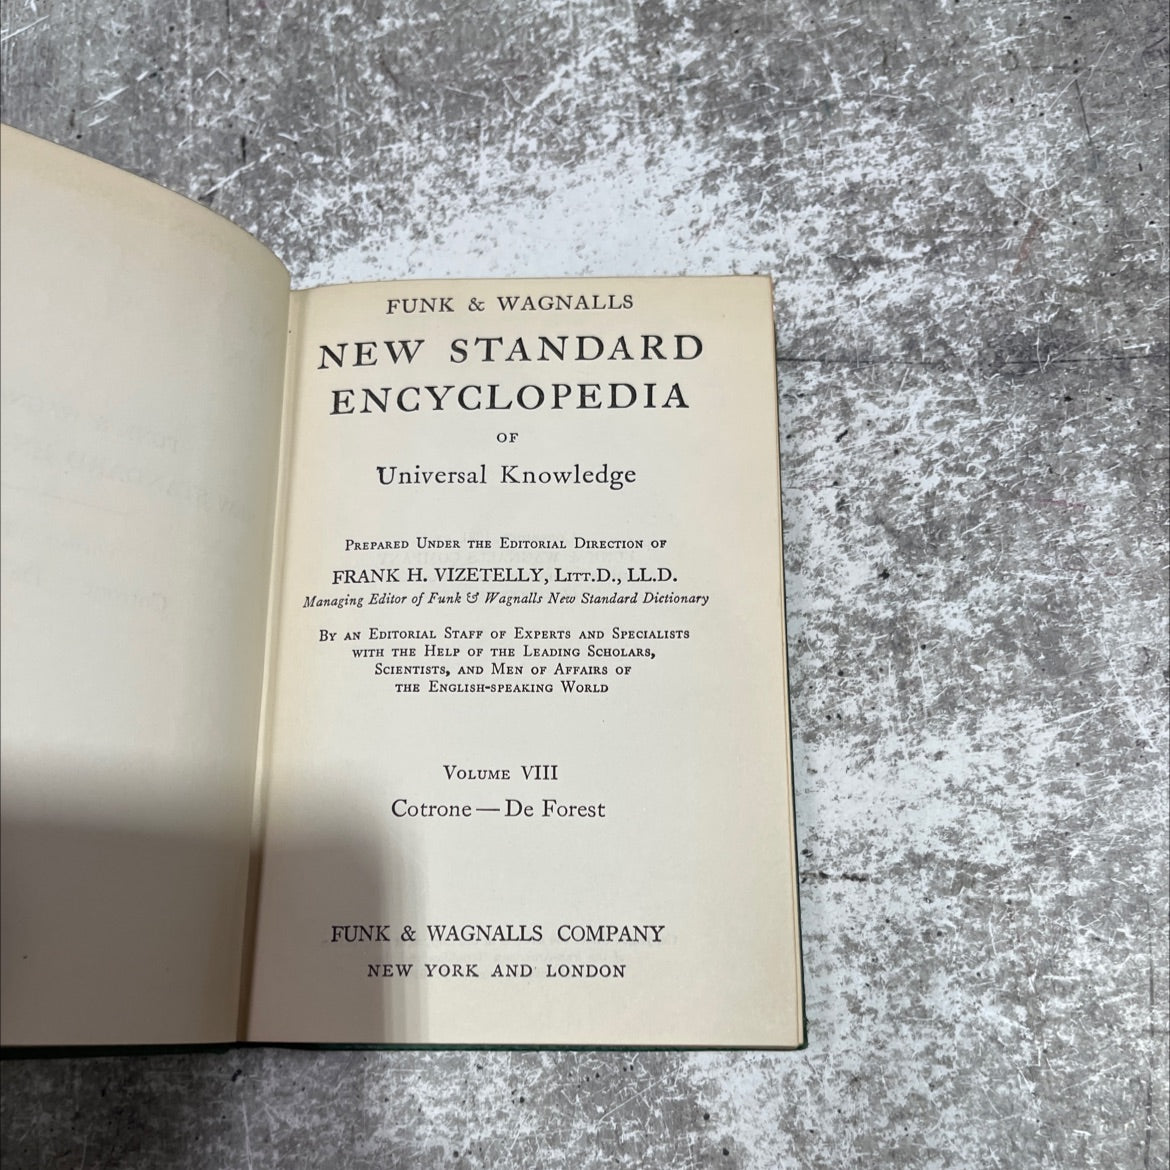 FUNK & WAGNALLS
NEW STANDARD
ENCYCLOPEDIA
OF
Universal Knowledge
PREPARED UNDER THE EDITORIAL DIRECTION OF
FRANK H. VIZETELLY, LITT.D., LL.D.
Managing Editor of Funk & Wagnalls New Standard Dictionary
BY AN EDITORIAL STAFF OF EXPERTS AND SPECIALISTS
WITH THE HELP OF THE LEADING SCHOLARS,
SCIENTISTS, AND MEN OF AFFAIRS OF
THE ENGLISH-SPEAKING WORLD
VOLUME VIII
Cotrone — De Forest
FUNK & WAGNALLS COMPANY
NEW YORK AND LONDON